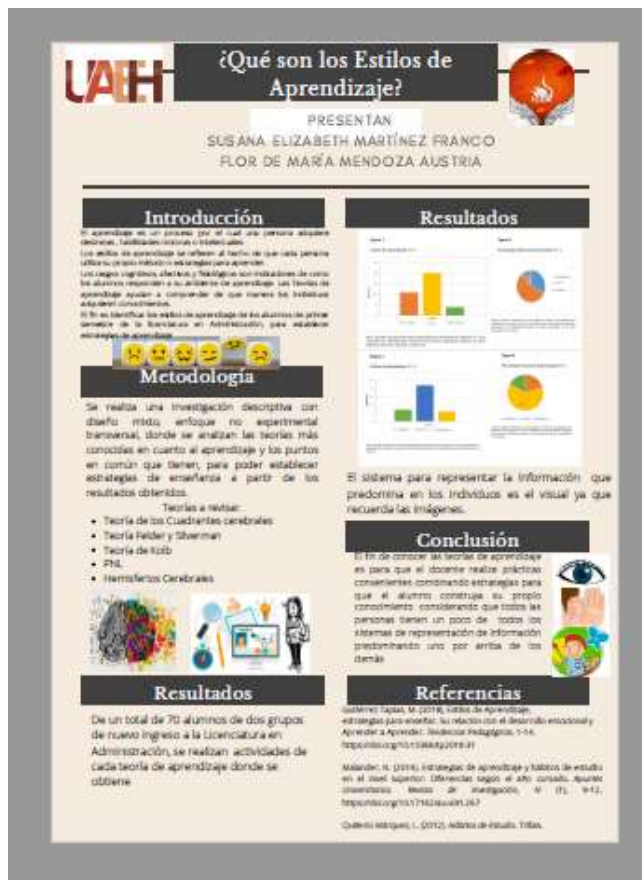 UAEH
¿Qué son los Estilos de
Aprendizaje?
PRESENTAN
SUSANA ELIZABETH MARTÍNEZ FRANCO
FLOR DE MARÍA MENDOZA AUSTRIA
Introducción
El aprendizaje es un proceso por el cual una persona adquiere
destrezas, habilidades motoras o intelectuales
Los estilos de aprendizaje se refieren al hecho de que cada persona
utiliza su propio método o estrategias para aprender.
Los rasgos cognitivos, afectivos y fisiológicos son indicadores de como
los alumnos responden a su ambiente de aprendizaje. Las teorías de
aprendizaje ayudan a comprender de que manera los individuos
adquieren conocimientos.
El fin es identificar los estilos de aprendizaje de los alumnos de primer
semestre de la licenciatura en Administración, para establecer
estrategias de aprendizaje
Metodología
Se realiza una investigación descriptiva con
diseño mixto, enfoque no experimental
transversal, donde se analizan las teorías más
conocidas en cuanto al aprendizaje y los puntos
en común que tienen, para poder establecer
estrategias de enseñanza a partir de los
resultados obtenidos.
Teorías a revisar:
Teoría de los Cuadrantes cerebrales
Teoría Felder y Silverman
Teoría de Kolb
PNL
Hemisferios Cerebrales
Resultados
De un total de 70 alumnos de dos grupos
de nuevo ingreso a la Licenciatura en
Administración, se realizan actividades de
cada teoría de aprendizaje donde se
obtiene
Resultados
El sistema para representar la información que
predomina en los individuos es el visual ya que
recuerda las imágenes.
Conclusión
El fin de conocer las teorías de aprendizaje
es para que el docente realize prácticas
convenientes combinando estrategias para
que el alumno construya su propio
conocimiento considerando que todos las
personas tienen un poco de todos los
sistemas de representación de información
predominando uno por arriba de los
demás
Referencias
Gutiérrez Tapias, M. (2018), Estilos de Aprendizaje,
estrategias para enseñar. Su relación con el desarrollo emocional y
Aprender a Aprender. Tendencias Pedagógicas,
Malander, N. Estrategias de aprendizaje y hábitos de estudio
en el nivel superior: Diferencias según el año cursado. Apuntes
Universitarios. Revista de Investigación,
Quintero Márquez, L. (2012), Hábitos de Estudio. Trillas.